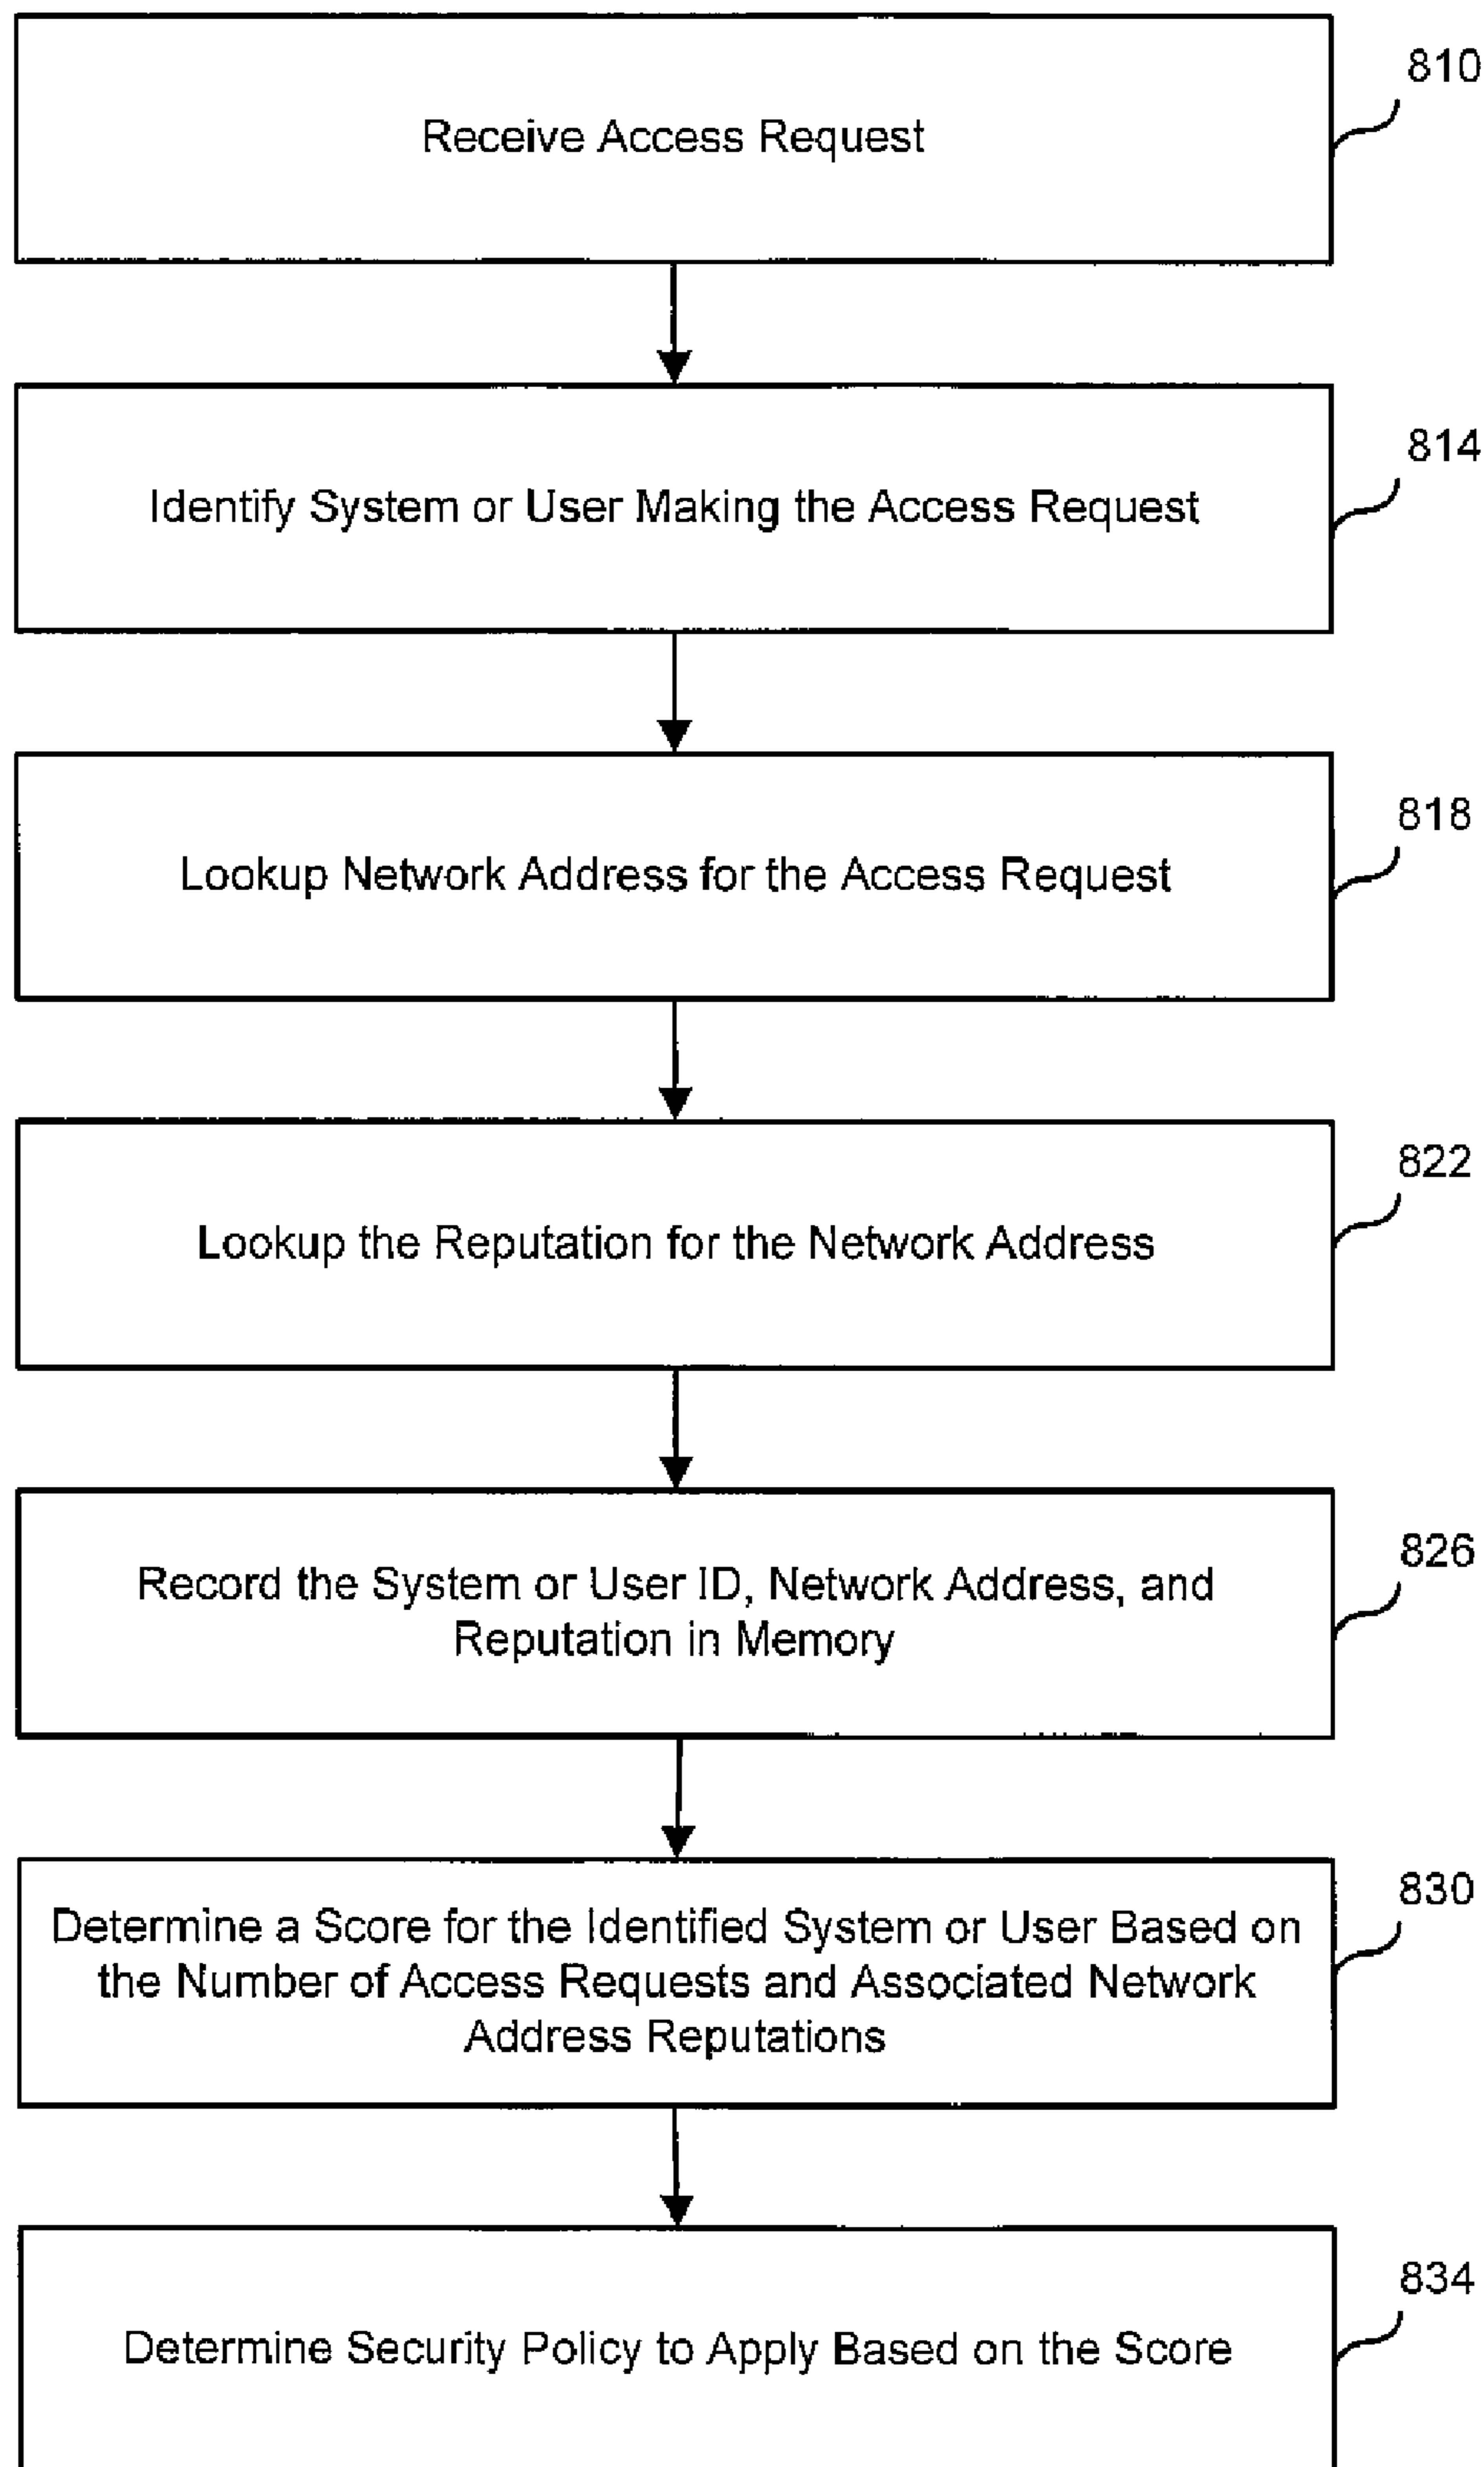 810
Receive Access Request
814
Identify System or User Making the Access Request
818
Lookup Network Address for the Access Request
822
Lookup the Reputation for the Network Address
826
Record the System or User ID, Network Address, and
Reputation in Memory
830
Determine a Score for the Identified System or User Based on
the Number of Access Requests and Associated Network
Address Reputations
834
Determine Security Policy to Apply Based on the Score